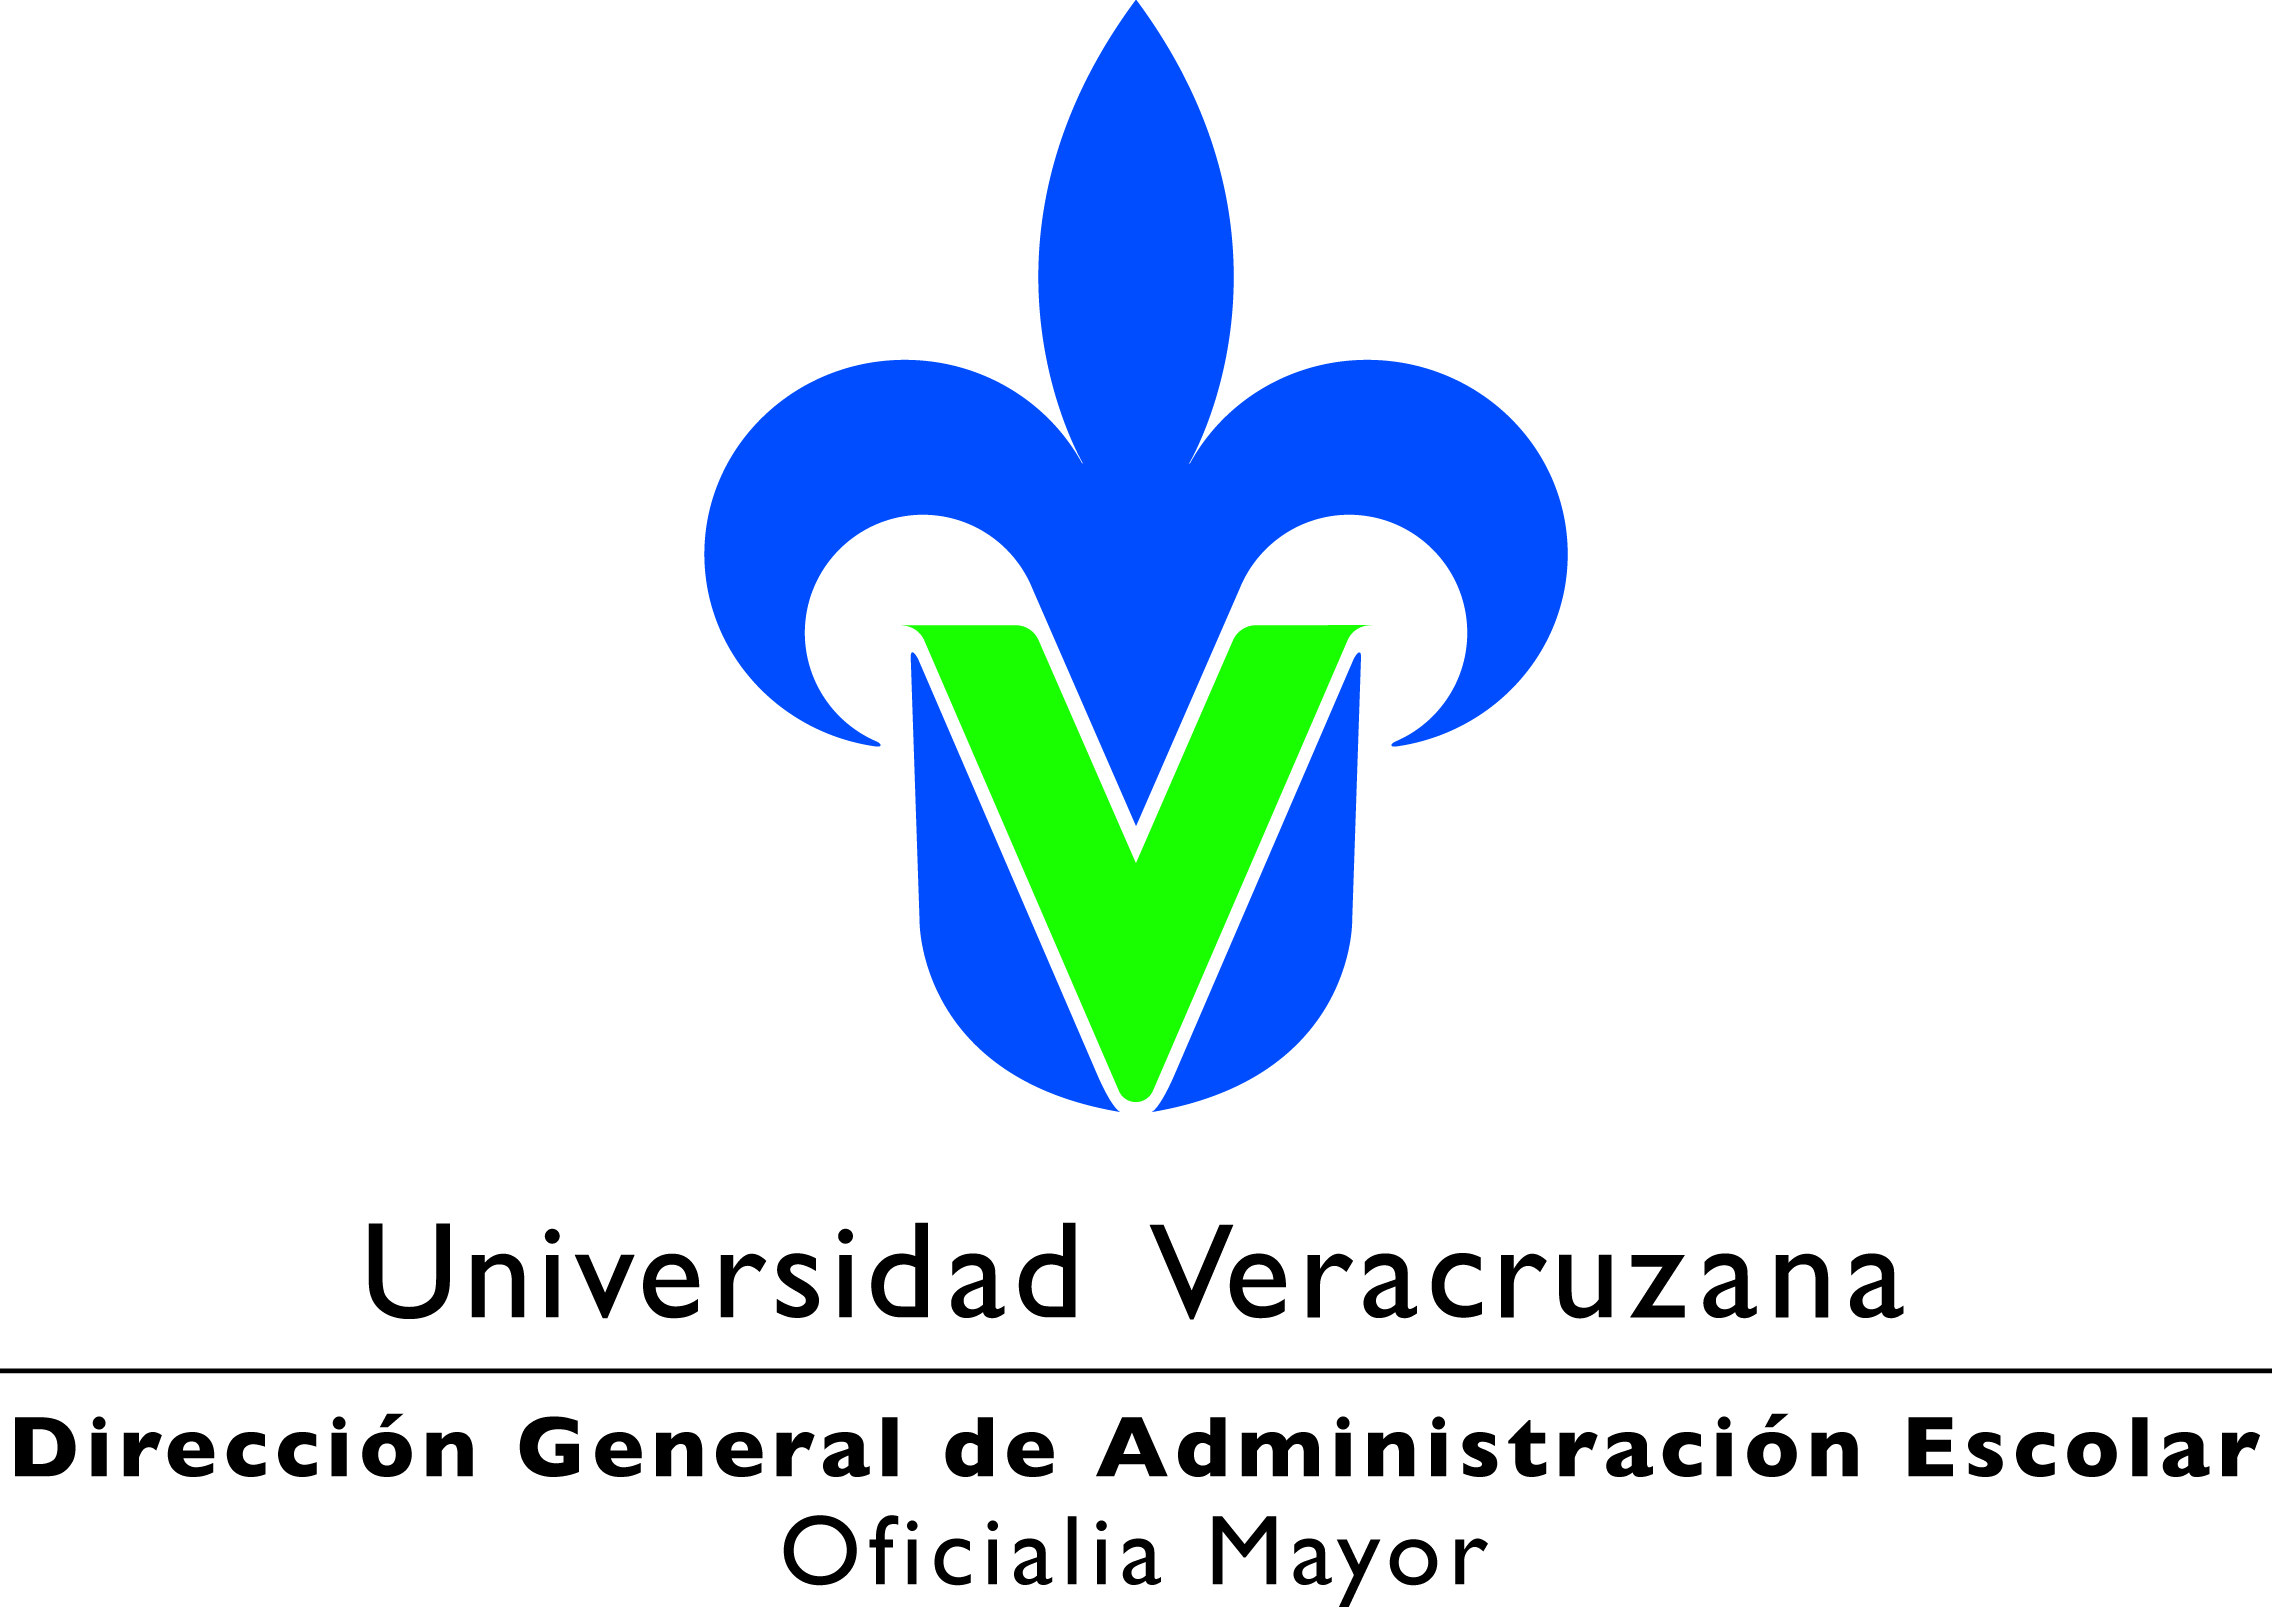 Universidad Veracruzana
Dirección General de Administración Escolar
Oficialia Mayor